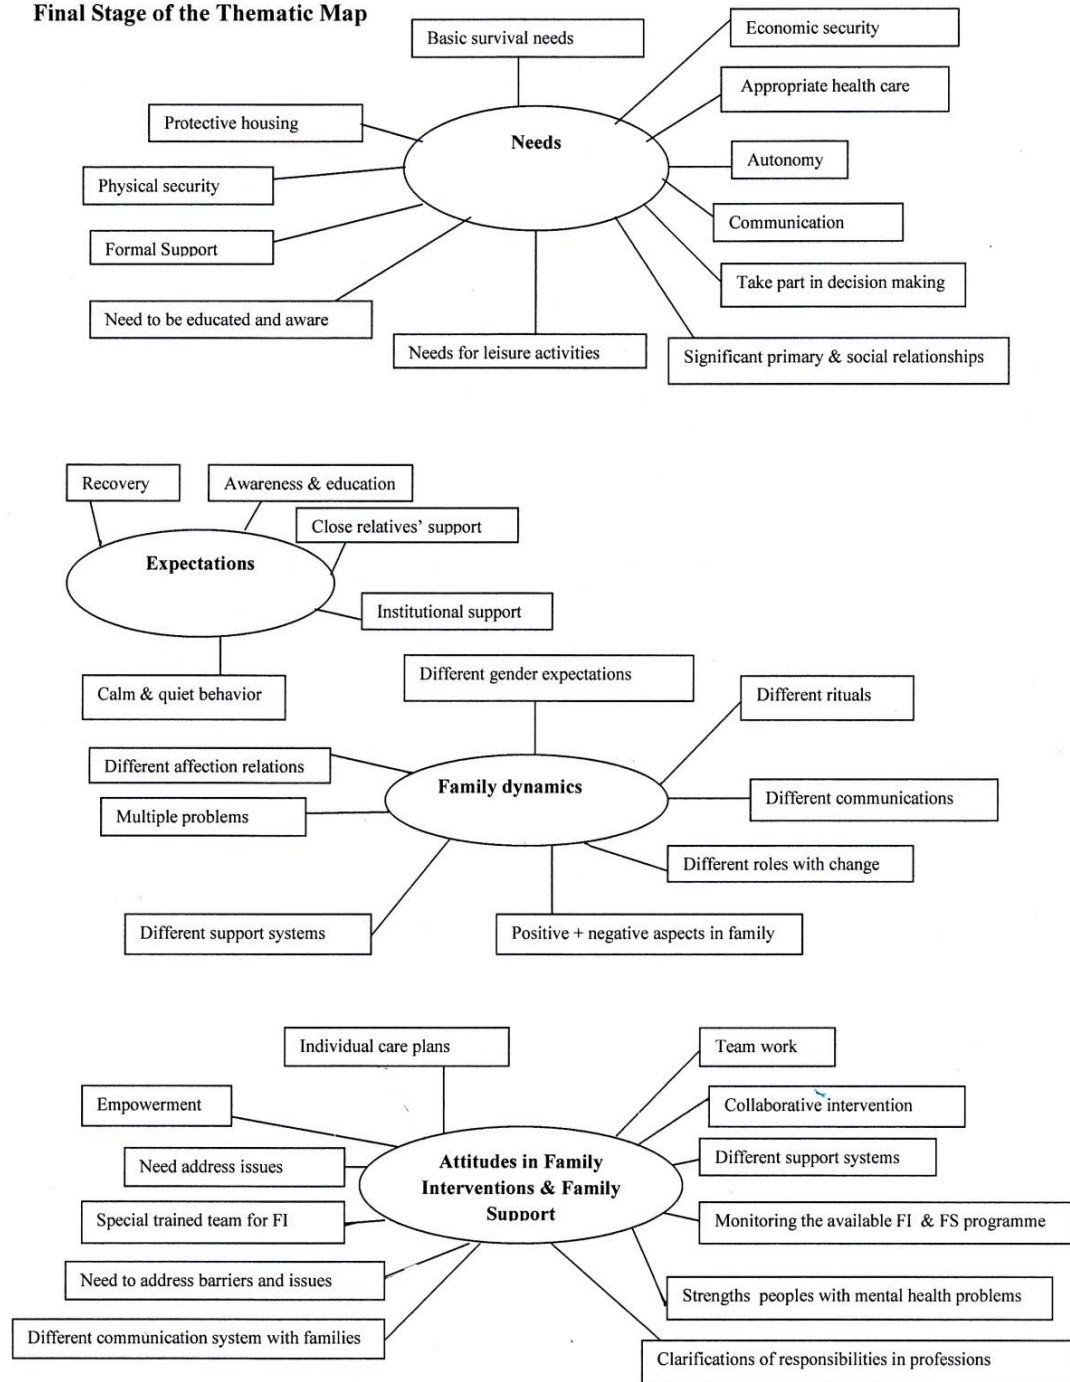 Final Stage of the Thematic Map
Basic survival needs
Economic security
Appropriate health care
Protective housing
Needs
Autonomy
Physical security
Communication
Formal Support
Take part in decision making
Need to be educated and aware
Needs for leisure activities
Significant primary & social relationships
Recovery
Awareness & education
Close relatives’ support
Expectations
Institutional support
Calm & quiet behavior
Different gender expectations
Different rituals
Different affection relations
Family dynamics
Multiple problems
Different communications
Different roles with change
Different support systems
Positive + negative aspects in family
Individual care plans
Team work
Empowerment
Collaborative intervention
Need address issues
Attitudes in Family
Interventions & Family
Support
Different support systems
Special trained team for FI
Monitoring the available FI & FS programme
Need to address barriers and issues
Strengths peoples with mental health problems
Different communication system with families
Clarifications of responsibilities in professions